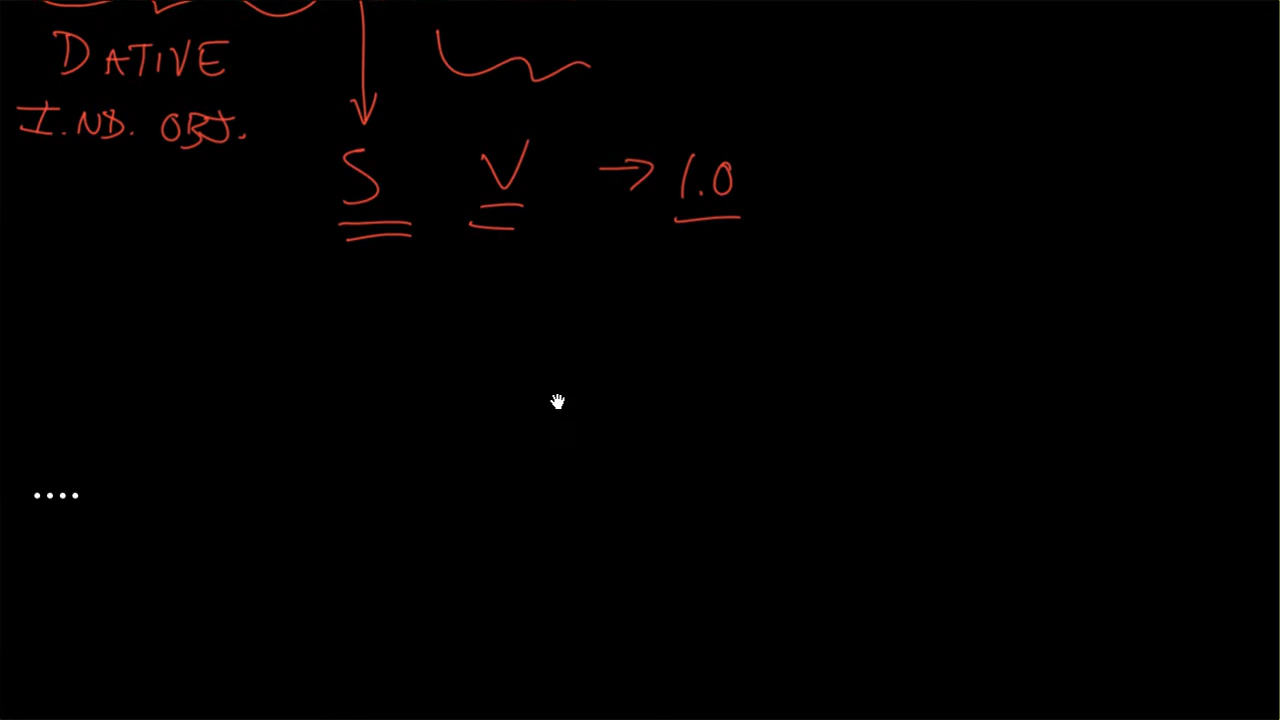 DATIVE
I.ND. OBJ.
S V → I.O
....